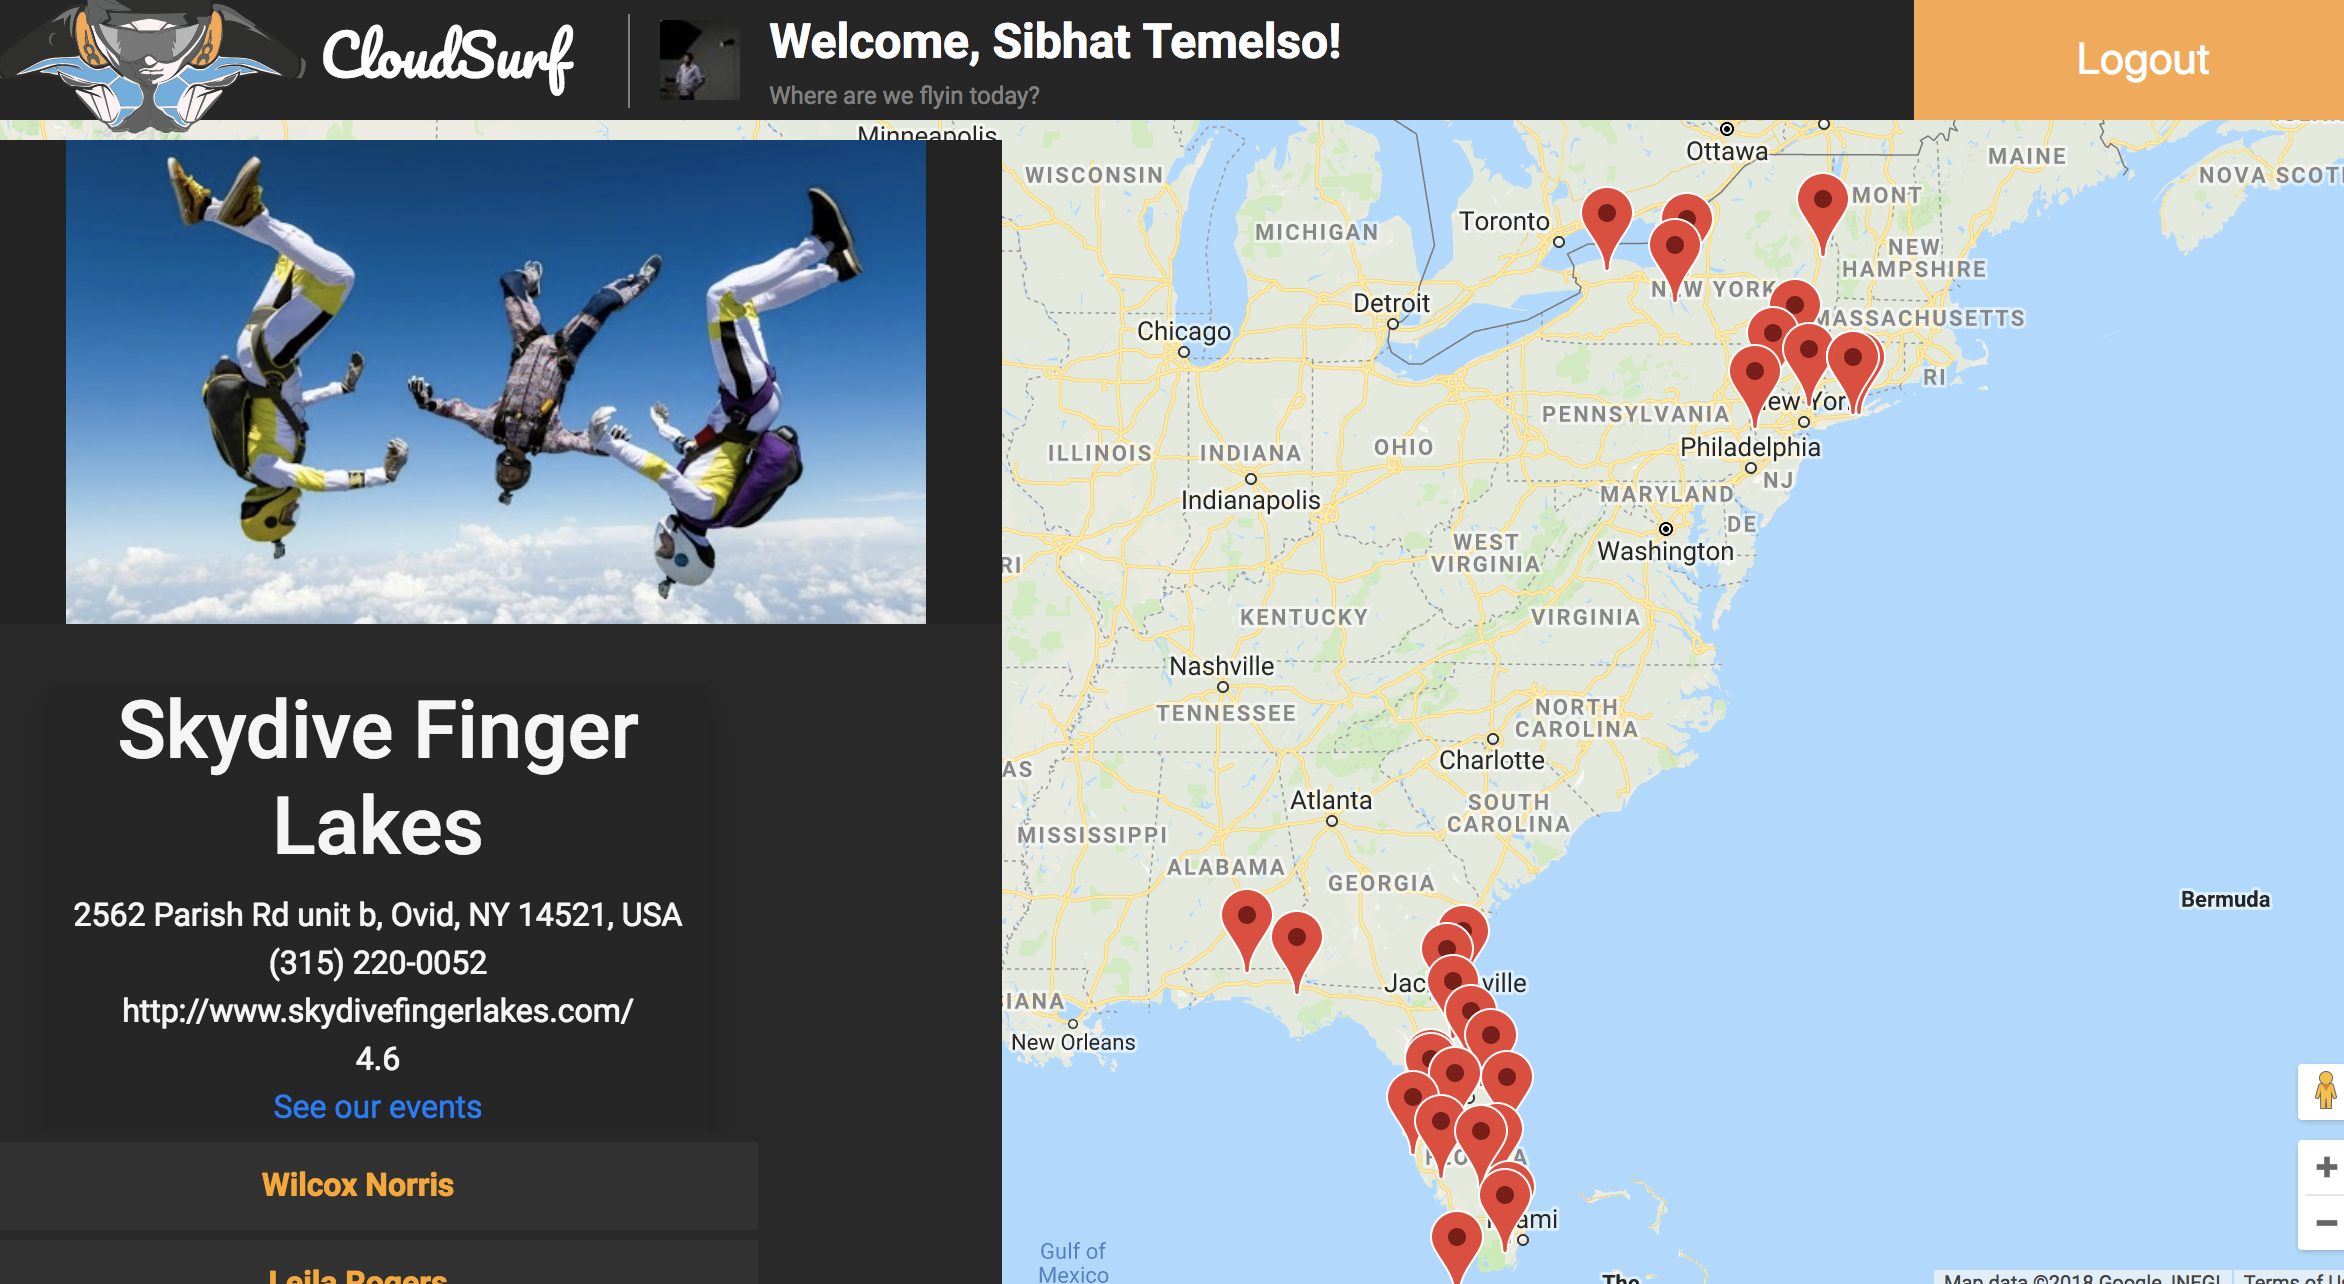 CloudSurf
Welcome, Sibhat Temelso!
Where are we flyin today?
Logout
Minneapolis
Skydive Finger
Lakes
2562 Parish Rd unit b, Ovid, NY 14521, USA
(315) 220-0052
http://www.skydivefingerlakes.com/
4.6
See our events
Wilcox Norris
Leila Rogers
Ottawa
MAINE
NOVA SCOTI
WISCONSIN
MONT
Toronto
MICHIGAN
NEW
HAMPSHIRE
NEW YORK
Detroit
MASSACHUSETTS
Chicago
RI
New York
PENNSYLVANIA
Philadelphia
ILLINOIS
INDIANA
OHIO
NJ
Indianapolis
MARYLAND
DE
Washington
WEST
VIRGINIA
RI
KENTUCKY
VIRGINIA
Nashville
TENNESSEE
NORTH
CAROLINA
Charlotte
AS
Atlanta
SOUTH
CAROLINA
MISSISSIPPI
ALABAMA
GEORGIA
Bermuda
Jac ville
IANA
New Orleans
FLO A
Miami
Gulf of
Mexico
The
Map data ©2018 Google, INEGI
Terms of U